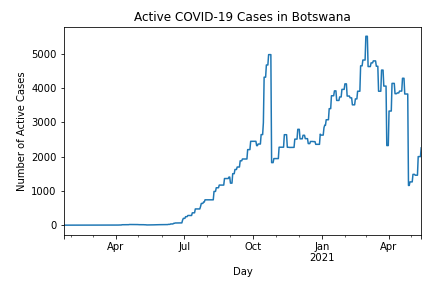 Active COVID-19 Cases in Botswana
Number of Active Cases
5000
4000
3000
2000
1000
0
Apr
Jul
Oct
Jan
2021
Apr
Day